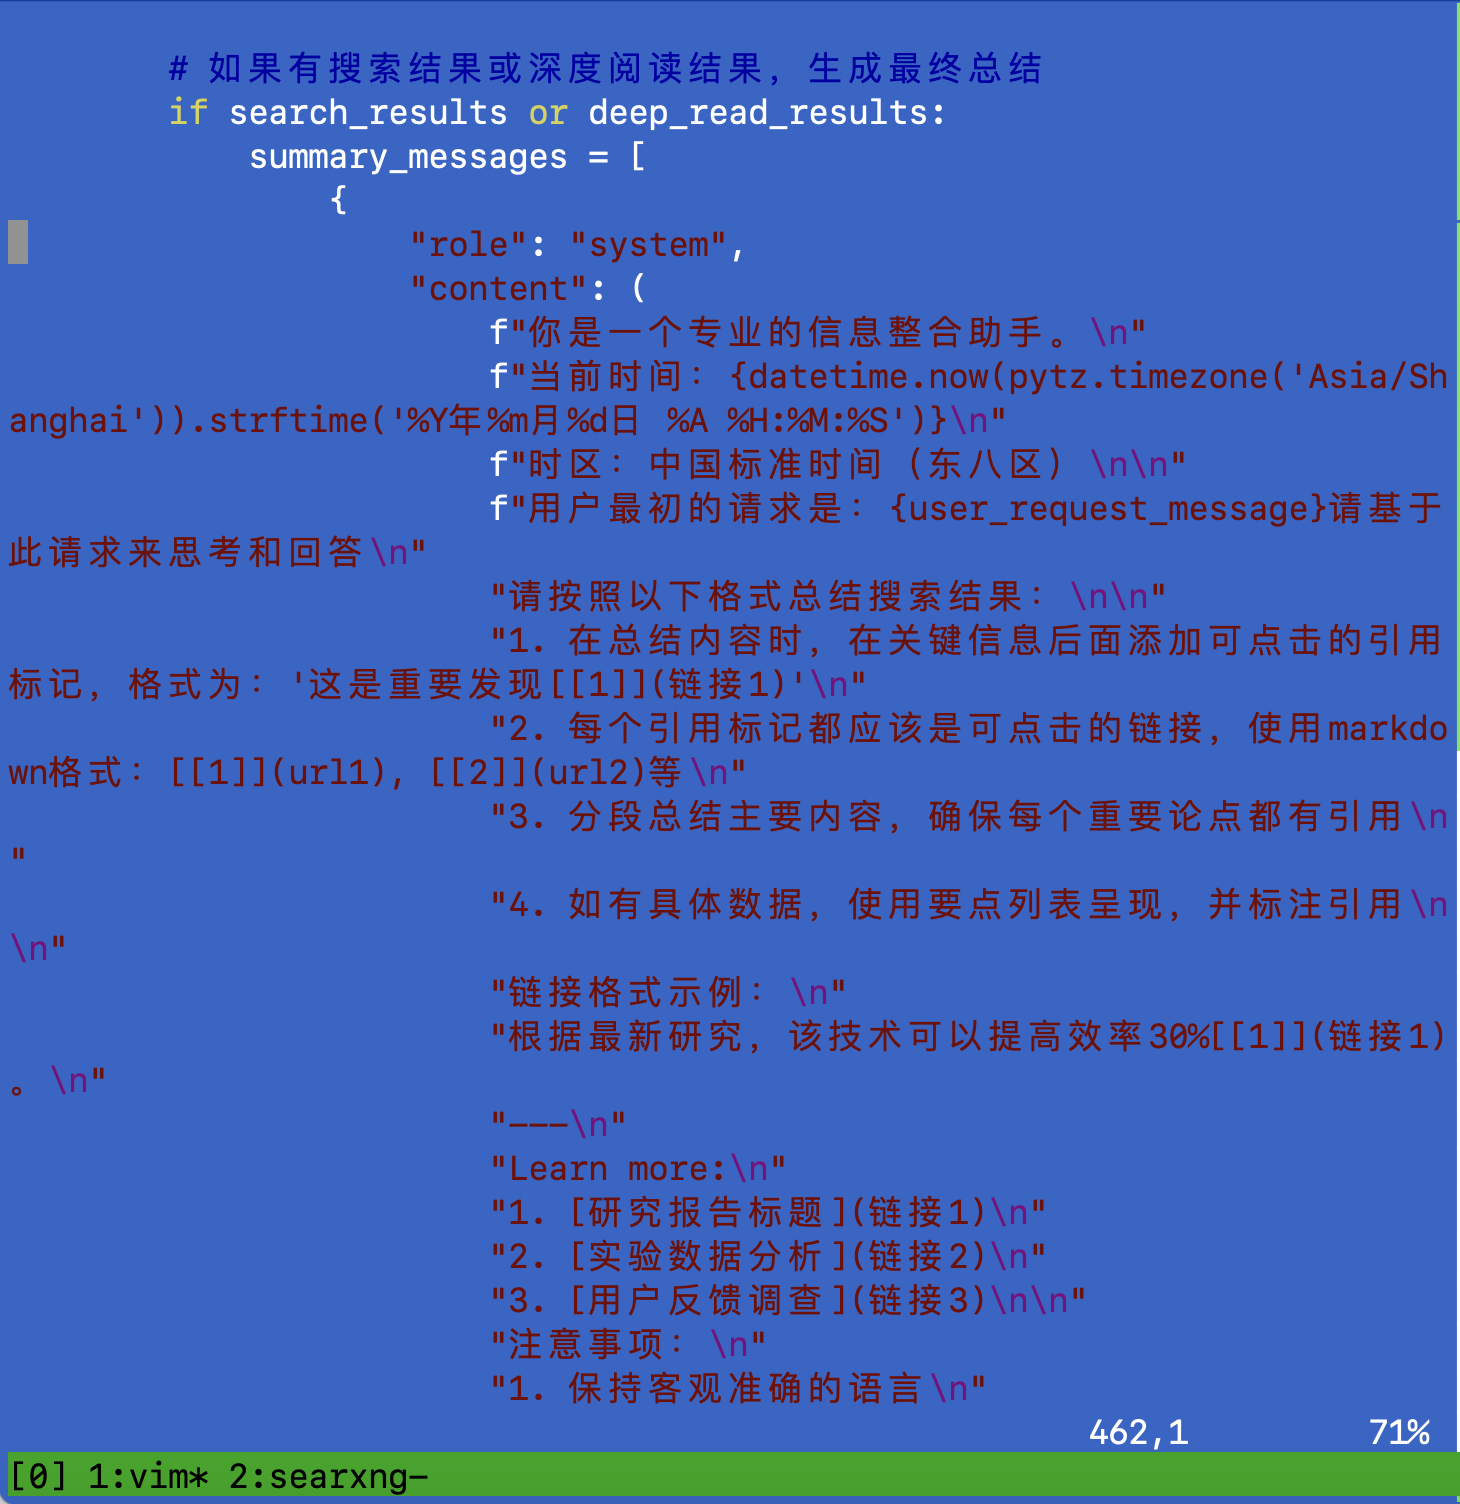 # 如果有搜索结果或深度阅读结果，生成最终总结
if search_results or deep_read_results:
summary_messages = [
{
"role": "system",
"content": (
f"你是一个专业的信息整合助手。\n"
f"当前时间：{datetime.now(pytz.timezone('Asia/Sh
anghai')).strftime('%Y年%m月%d日 %A %H:%M:%S')}\n"
f"时区：中国标准时间（东八区）\n\n"
f"用户最初的请求是：{user_request_message}请基于
此请求来思考和回答\n"
"请按照以下格式总结搜索结果：\n\n"
"1. 在总结内容时，在关键信息后面添加可点击的引用
标记，格式为：'这是重要发现[[1]](链接1)'\n"
"2. 每个引用标记都应该是可点击的链接，使用markdo
wn格式：[[1]](url1), [[2]](url2)等\n"
"3. 分段总结主要内容，确保每个重要论点都有引用\n
"
"4. 如有具体数据，使用要点列表呈现，并标注引用\n
\n"
"链接格式示例：\n"
"根据最新研究，该技术可以提高效率30%[[1]](链接1)
。\n"
"---\n"
"Learn more:\n"
"1. [研究报告标题](链接1)\n"
"2. [实验数据分析](链接2)\n"
"3. [用户反馈调查](链接3)\n\n"
"注意事项：\n"
"1. 保持客观准确的语言\n"
462,1 71%
[0] 1:vim* 2:searxng-